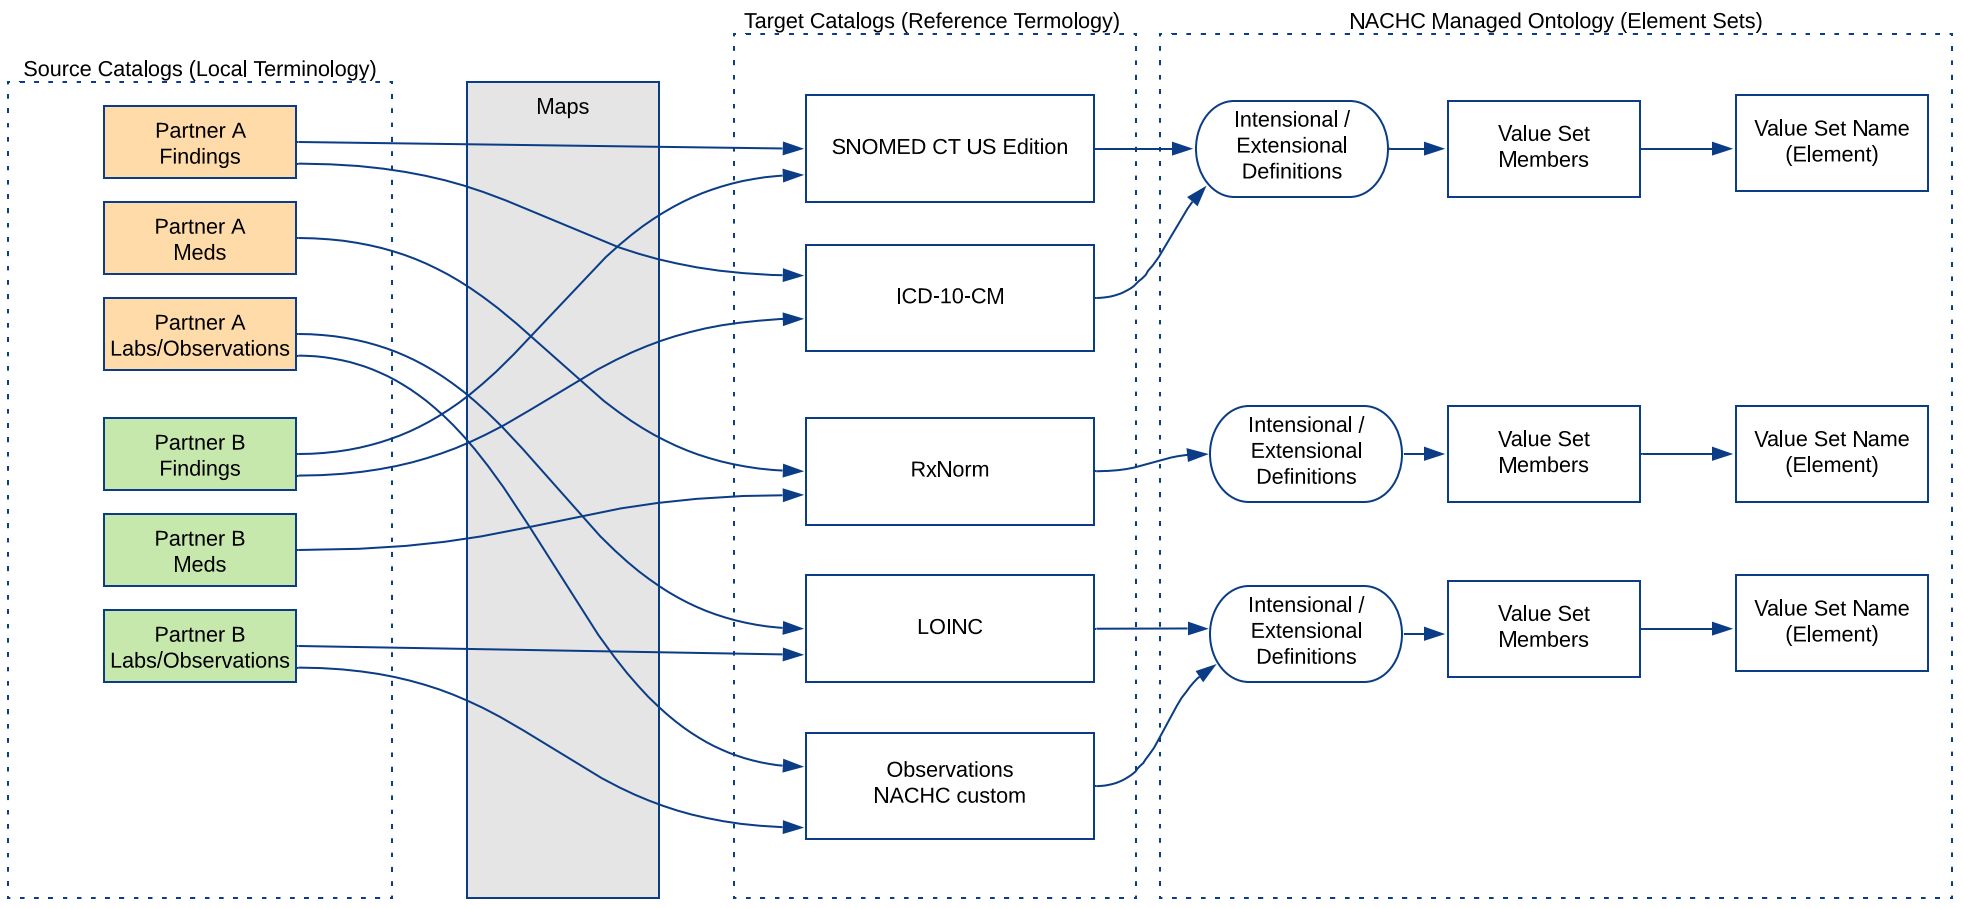 Source Catalogs (Local Terminology)
Partner A
Findings
Partner A
Meds
Partner A
Labs/Observations
Partner B
Findings
Partner B
Meds
Partner B
Labs/Observations
Maps
Target Catalogs (Reference Termology)
SNOMED CT US Edition
ICD-10-CM
RxNorm
LOINC
Observations
NACHC custom
NACHC Managed Ontology (Element Sets)
Intensional /
Extensional
Definitions
Value Set
Members
Value Set Name
(Element)
Intensional /
Extensional
Definitions
Value Set
Members
Value Set Name
(Element)
Intensional /
Extensional
Definitions
Value Set
Members
Value Set Name
(Element)